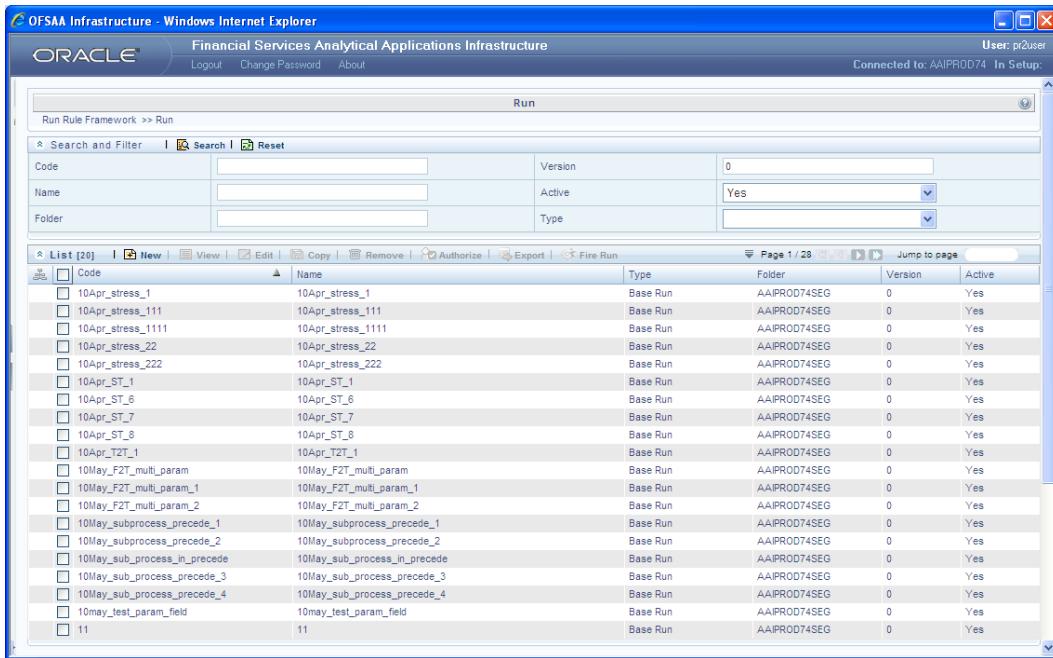 OFSAA Infrastructure - Windows Internet Explorer
ORACLE
Financial Services Analytical Applications Infrastructure
User: pr2user
Logout Change Password About
Connected to: AAIPROD74 In Setup:
Run
Run Rule Framework >> Run
Search and Filter | Search | Reset
Code Version 0
Name Active Yes
Folder Type
List [20] | New | View | Edit | Copy | Remove | Authorize | Export | Fire Run Page 1 / 28 Jump to page
Code Name Type Folder Version Active
10Apr_stress_1 10Apr_stress_1 Base Run AAIPROD74SEG 0 Yes
10Apr_stress_111 10Apr_stress_111 Base Run AAIPROD74SEG 0 Yes
10Apr_stress_1111 10Apr_stress_1111 Base Run AAIPROD74SEG 0 Yes
10Apr_stress_22 10Apr_stress_22 Base Run AAIPROD74SEG 0 Yes
10Apr_stress_222 10Apr_stress_222 Base Run AAIPROD74SEG 0 Yes
10Apr_ST_1 10Apr_ST_1 Base Run AAIPROD74SEG 0 Yes
10Apr_ST_6 10Apr_ST_6 Base Run AAIPROD74SEG 0 Yes
10Apr_ST_7 10Apr_ST_7 Base Run AAIPROD74SEG 0 Yes
10Apr_ST_8 10Apr_ST_8 Base Run AAIPROD74SEG 0 Yes
10Apr_T2T_1 10Apr_T2T_1 Base Run AAIPROD74SEG 0 Yes
10May_F2T_multi_param 10May_F2T_multi_param Base Run AAIPROD74SEG 0 Yes
10May_F2T_multi_param_1 10May_F2T_multi_param_1 Base Run AAIPROD74SEG 0 Yes
10May_F2T_multi_param_2 10May_F2T_multi_param_2 Base Run AAIPROD74SEG 0 Yes
10May_subprocess_precede_1 10May_subprocess_precede_1 Base Run AAIPROD74SEG 0 Yes
10May_subprocess_precede_2 10May_subprocess_precede_2 Base Run AAIPROD74SEG 0 Yes
10May_sub_process_in_precede 10May_sub_process_in_precede Base Run AAIPROD74SEG 0 Yes
10May_sub_process_precede_3 10May_sub_process_precede_3 Base Run AAIPROD74SEG 0 Yes
10May_sub_process_precede_4 10May_sub_process_precede_4 Base Run AAIPROD74SEG 0 Yes
10may_test_param_field 10may_test_param_field Base Run AAIPROD74SEG 0 Yes
11 11 Base Run AAIPROD74SEG 0 Yes